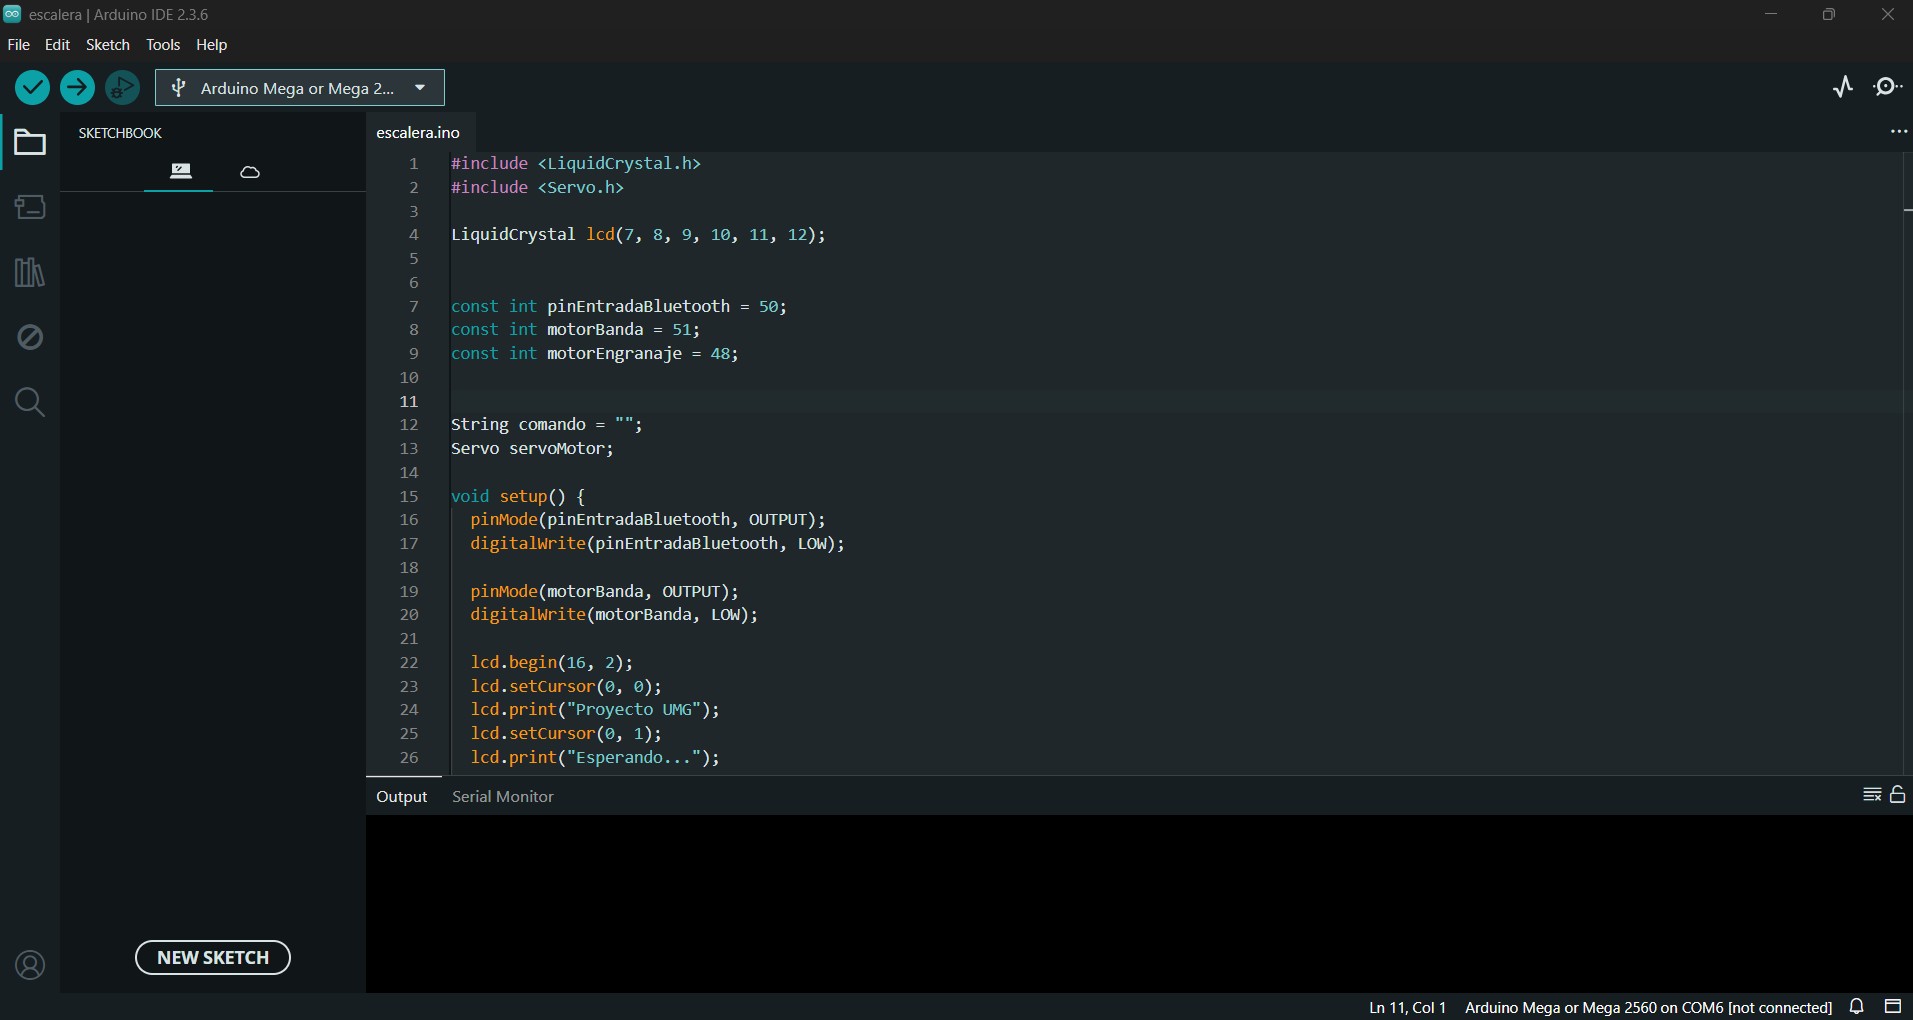 escalera | Arduino IDE 2.3.6
File Edit Sketch Tools Help
Arduino Mega or Mega 2...
SKETCHBOOK
escalera.ino
1 #include <LiquidCrystal.h>
2 #include <Servo.h>
3
4 LiquidCrystal lcd(7, 8, 9, 10, 11, 12);
5
6
7 const int pinEntradaBluetooth = 50;
8 const int motorBanda = 51;
9 const int motorEngranaje = 48;
10
11
12 String comando = "";
13 Servo servoMotor;
14
15 void setup() {
16 pinMode(pinEntradaBluetooth, OUTPUT);
17 digitalWrite(pinEntradaBluetooth, LOW);
18
19 pinMode(motorBanda, OUTPUT);
20 digitalWrite(motorBanda, LOW);
21
22 lcd.begin(16, 2);
23 lcd.setCursor(0, 0);
24 lcd.print("Proyecto UMG");
25 lcd.setCursor(0, 1);
26 lcd.print("Esperando...");
Output Serial Monitor
NEW SKETCH
Ln 11, Col 1 Arduino Mega or Mega 2560 on COM6 [not connected]